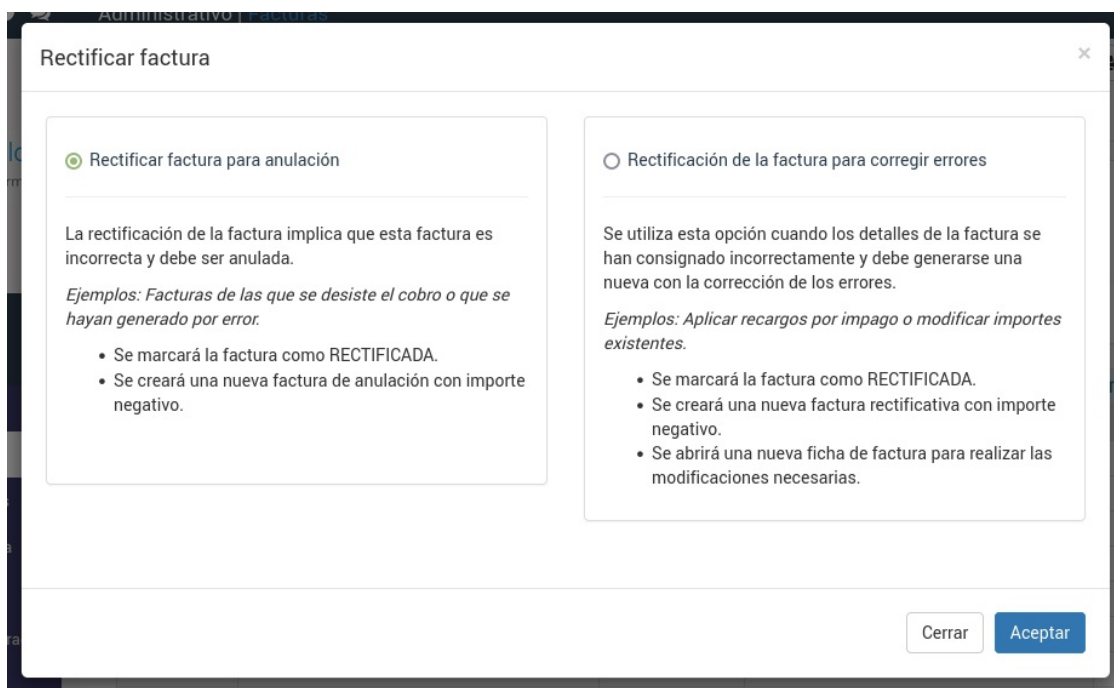 Administrativo | Facturas
Rectificar factura
×
Rectificar factura para anulación
La rectificación de la factura implica que esta factura es
incorrecta y debe ser anulada.
Ejemplos: Facturas de las que se desiste el cobro o que se
hayan generado por error.
• Se marcará la factura como RECTIFICADA.
• Se creará una nueva factura de anulación con importe
negativo.
Rectificación de la factura para corregir errores
Se utiliza esta opción cuando los detalles de la factura se
han consignado incorrectamente y debe generarse una
nueva con la corrección de los errores.
Ejemplos: Aplicar recargos por impago o modificar importes
existentes.
• Se marcará la factura como RECTIFICADA.
• Se creará una nueva factura rectificativa con importe
negativo.
• Se abrirá una nueva ficha de factura para realizar las
modificaciones necesarias.
Cerrar
Aceptar